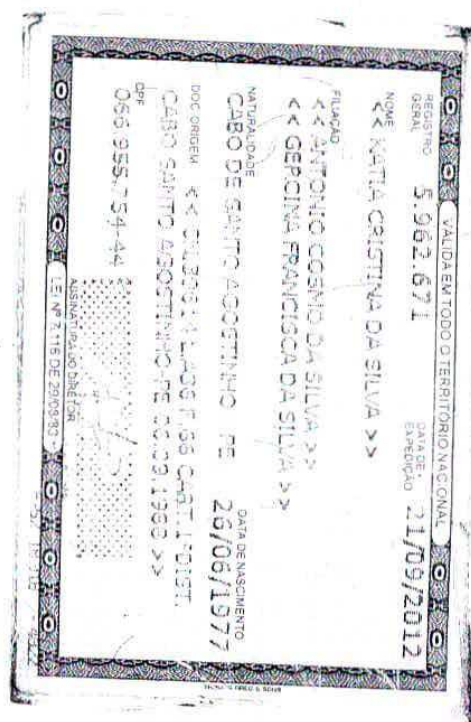 VÁLIDA EM TODO O TERRITÓRIO NACIONAL
REGISTRO GERAL 5.962.671 DATA DE EXPEDIÇÃO 21/09/2012
NOME
<< KATIA CRISTINA DA SILVA >>
FILIAÇÃO
<< ANTONIO COSMO DA SILVA >>
<< GERCINA FRANCISCA DA SILVA >>
NATURALIDADE DATA DE NASCIMENTO
CABO DE SANTO AGOSTINHO PE 26/06/1977
DOC ORIGEM << CART.1ºDIST.
CABO SANTO AGOSTINHO PE >>
CPF
066.955.754-44
ASSINATURA DO DIRETOR
LEI Nº 7.116 DE 29/08/83